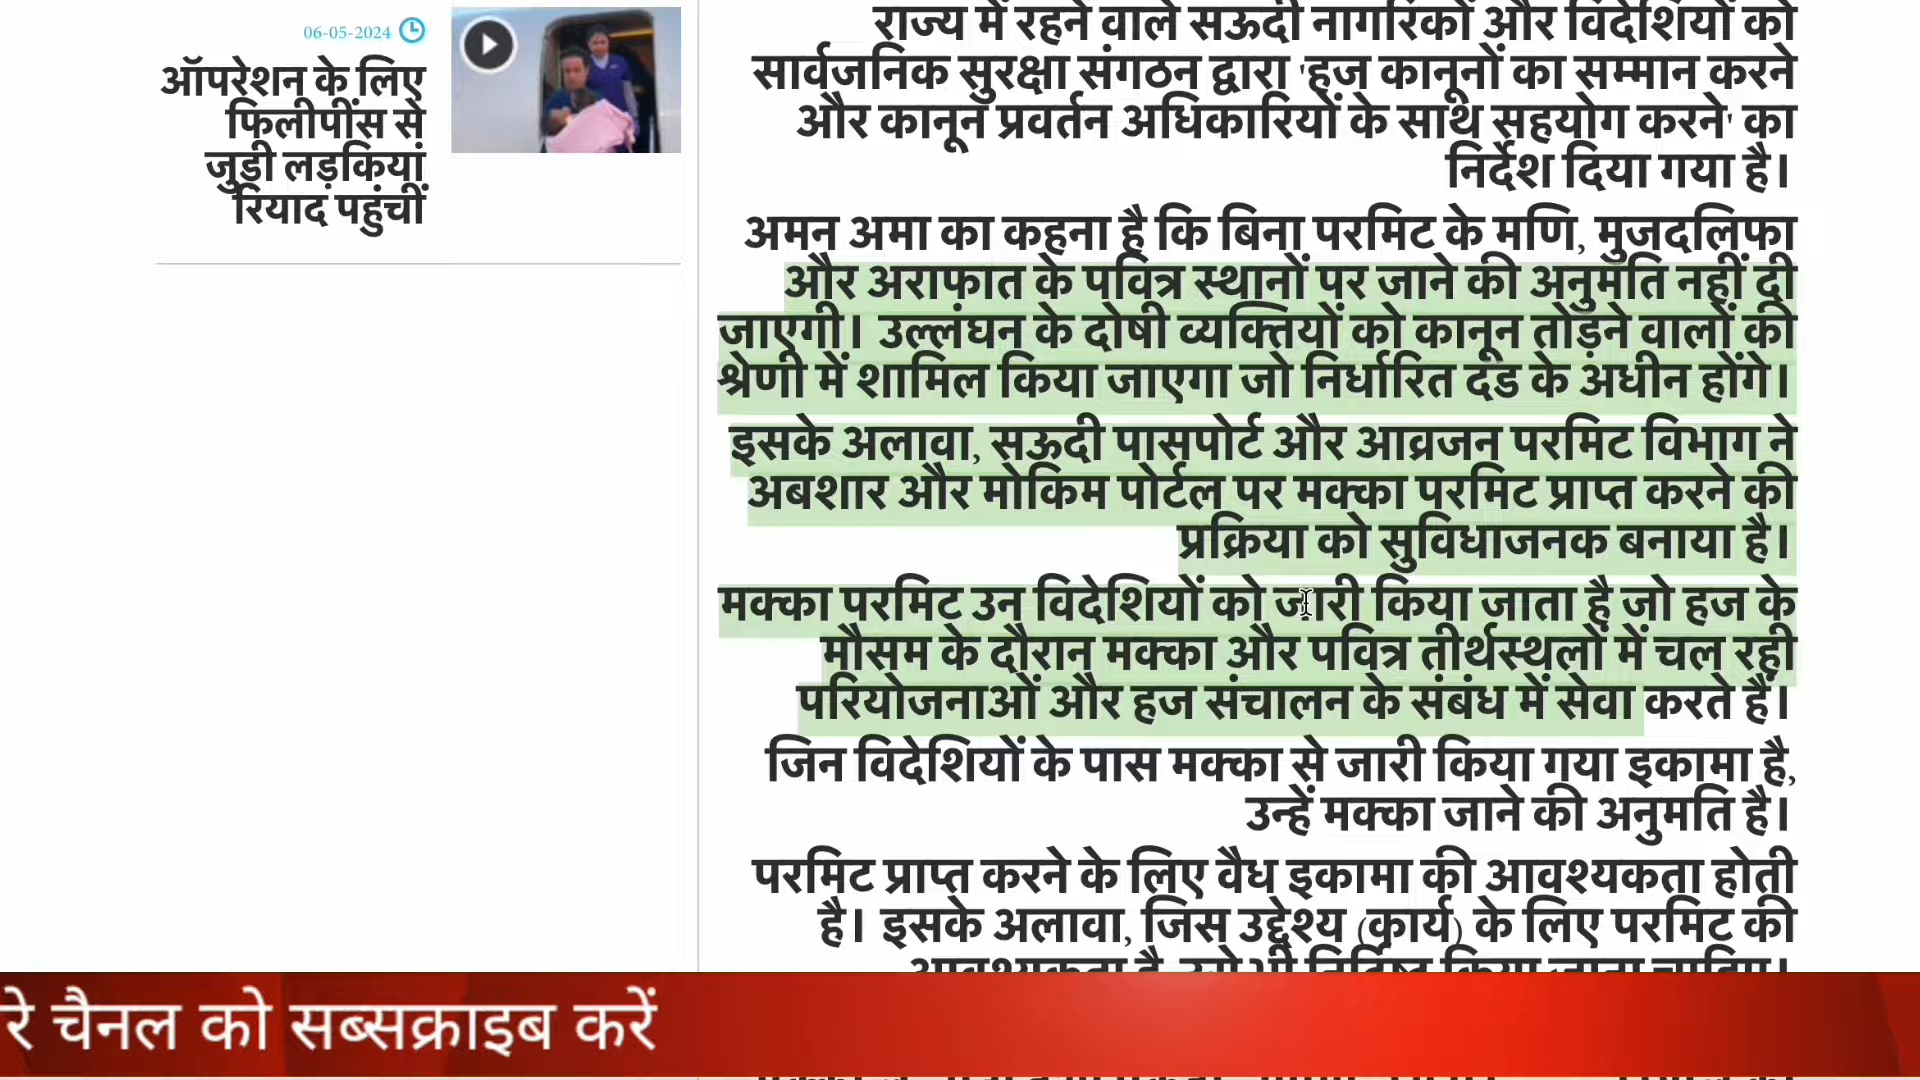 06-05-2024
ऑपरेशन के लिए
फिलीपींस से
जुड़ी लड़कियां
रियाद पहुंचीं
राज्य में रहने वाले सऊदी नागरिकों और विदेशियों को
सार्वजनिक सुरक्षा संगठन द्वारा 'हज कानूनों का सम्मान करने
और कानून प्रवर्तन अधिकारियों के साथ सहयोग करने' का
निर्देश दिया गया है।
अमन अमा का कहना है कि बिना परमिट के मणि, मुजदलिफा
और अराफात के पवित्र स्थानों पर जाने की अनुमति नहीं दी
जाएगी। उल्लंघन के दोषी व्यक्तियों को कानून तोड़ने वालों की
श्रेणी में शामिल किया जाएगा जो निर्धारित दंड के अधीन होंगे।
इसके अलावा, सऊदी पासपोर्ट और आव्रजन परमिट विभाग ने
अबशार और मोकिम पोर्टल पर मक्का परमिट प्राप्त करने की
प्रक्रिया को सुविधाजनक बनाया है।
मक्का परमिट उन विदेशियों को जारी किया जाता है जो हज के
मौसम के दौरान मक्का और पवित्र तीर्थस्थलों में चल रही
परियोजनाओं और हज संचालन के संबंध में सेवा करते हैं।
जिन विदेशियों के पास मक्का से जारी किया गया इकामा है,
उन्हें मक्का जाने की अनुमति है।
परमिट प्राप्त करने के लिए वैध इकामा की आवश्यकता होती
है। इसके अलावा, जिस उद्देश्य (कार्य) के लिए परमिट की
आवश्यकता है, उसे भी निर्दिष्ट किया जाना चाहिए।
रे चैनल को सब्सक्राइब करें